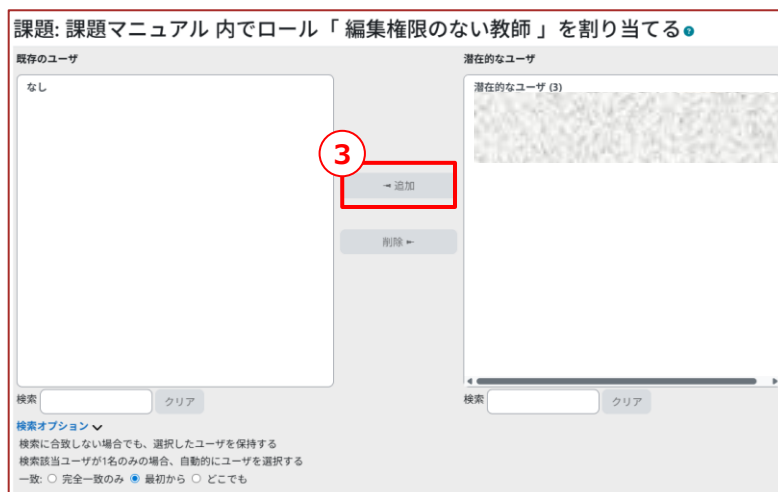 課題: 課題マニュアル 内でロール「 編集権限のない教師 」を割り当てる?
既存のユーザ
潜在的なユーザ
なし
潜在的なユーザ (3)
3
追加
削除
検索
クリア
検索
クリア
検索オプション
検索に合致しない場合でも、選択したユーザを保持する
検索該当ユーザが1名のみの場合、自動的にユーザを選択する
一致: 完全一致のみ 最初から どこでも